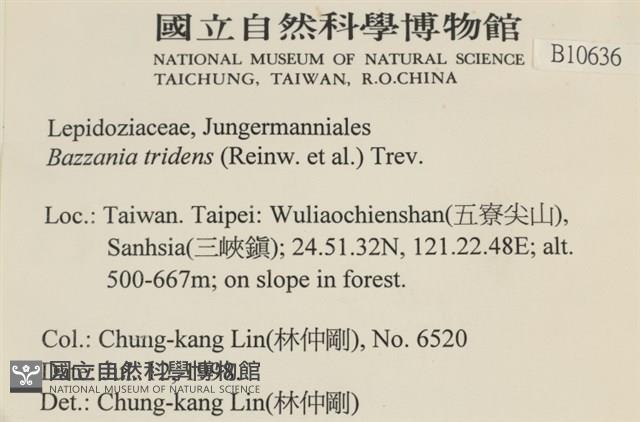 國立自然科學博物館
NATIONAL MUSEUM OF NATURAL SCIENCE
B10636
TAICHUNG, TAIWAN, R.O.CHINA
Lepidoziaceae, Jungermanniales
Bazzania tridens (Reinw. et al.) Trev.
Loc.: Taiwan. Taipei: Wuliaochienshan(五寮尖山),
Sanhsia(三峽鎮); 24.51.32N, 121.22.48E; alt.
500-667m; on slope in forest.
Col.: Chung-kang Lin(林仲剛), No. 6520
12, 1998.
國立自然科學博物館
NATIONAL MUSEUM OF NATURAL SCIENCE
Det.: Chung-kang Lin(林仲剛)